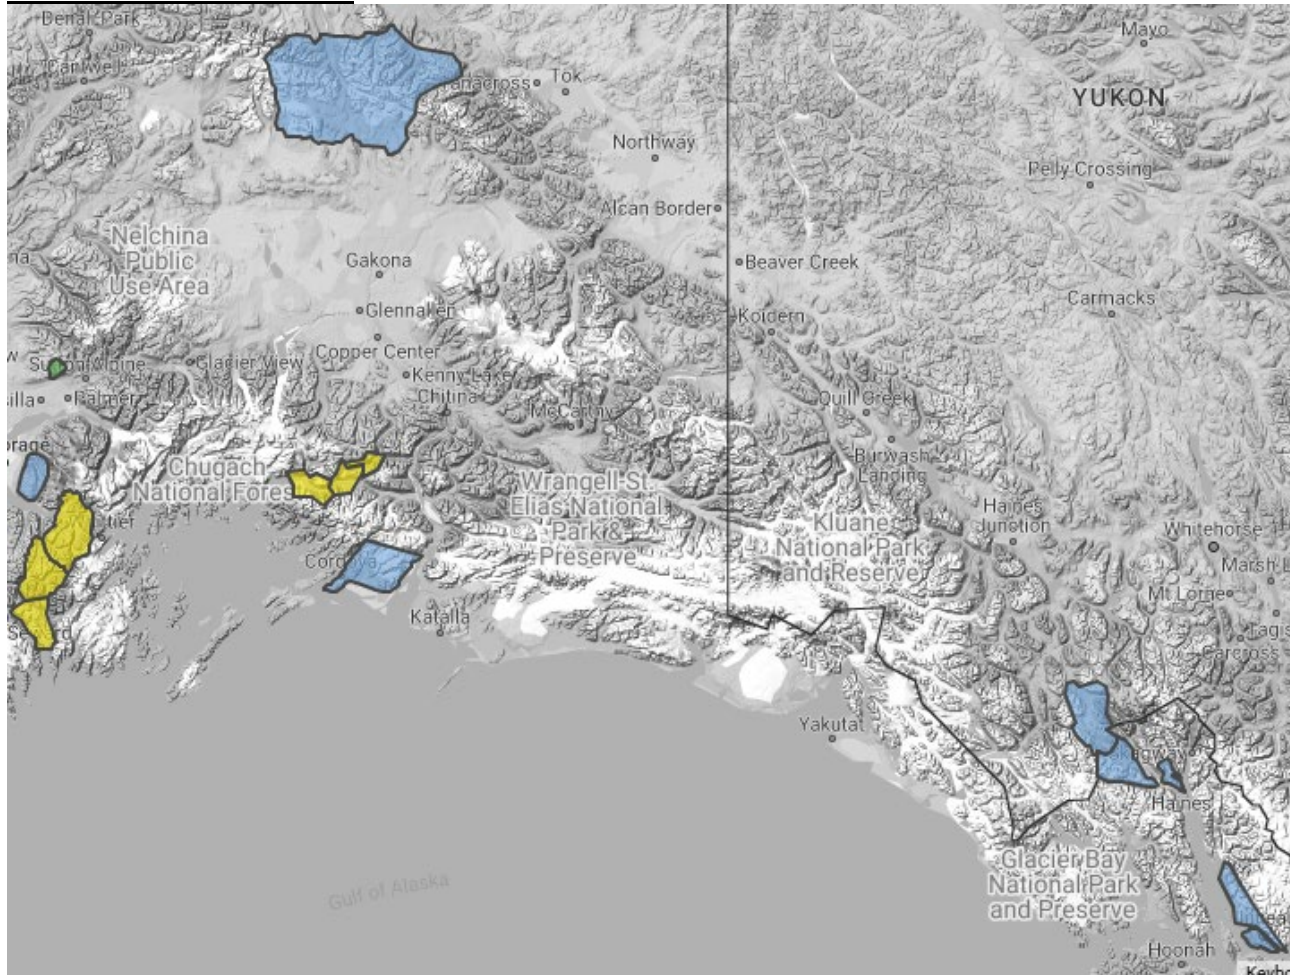 Denali Park
Mayo
Cantwell
Tok
YUKON
Northway
Pelly Crossing
Alcan Border
Nelchina
Public
Use Area
Gakona
Beaver Creek
Carmacks
Glennallen
Koidern
Copper Center
Glacier View
Kenny Lake
Chitina
Quill Creek
Palmer
McCarthy
Burwash
Landing
Chugach
National Forest
Wrangell-St.
Elias National
Park &
Preserve
Haines
Junction
Kluane
National Park
and Reserve
Whitehorse
Marsh L
Cordova
Mt Lorne
Katalla
Tagis
Carcross
Yakutat
Skagway
Haines
Glacier Bay
National Park
and Preserve
Gulf of Alaska
Hoonah
Keybo